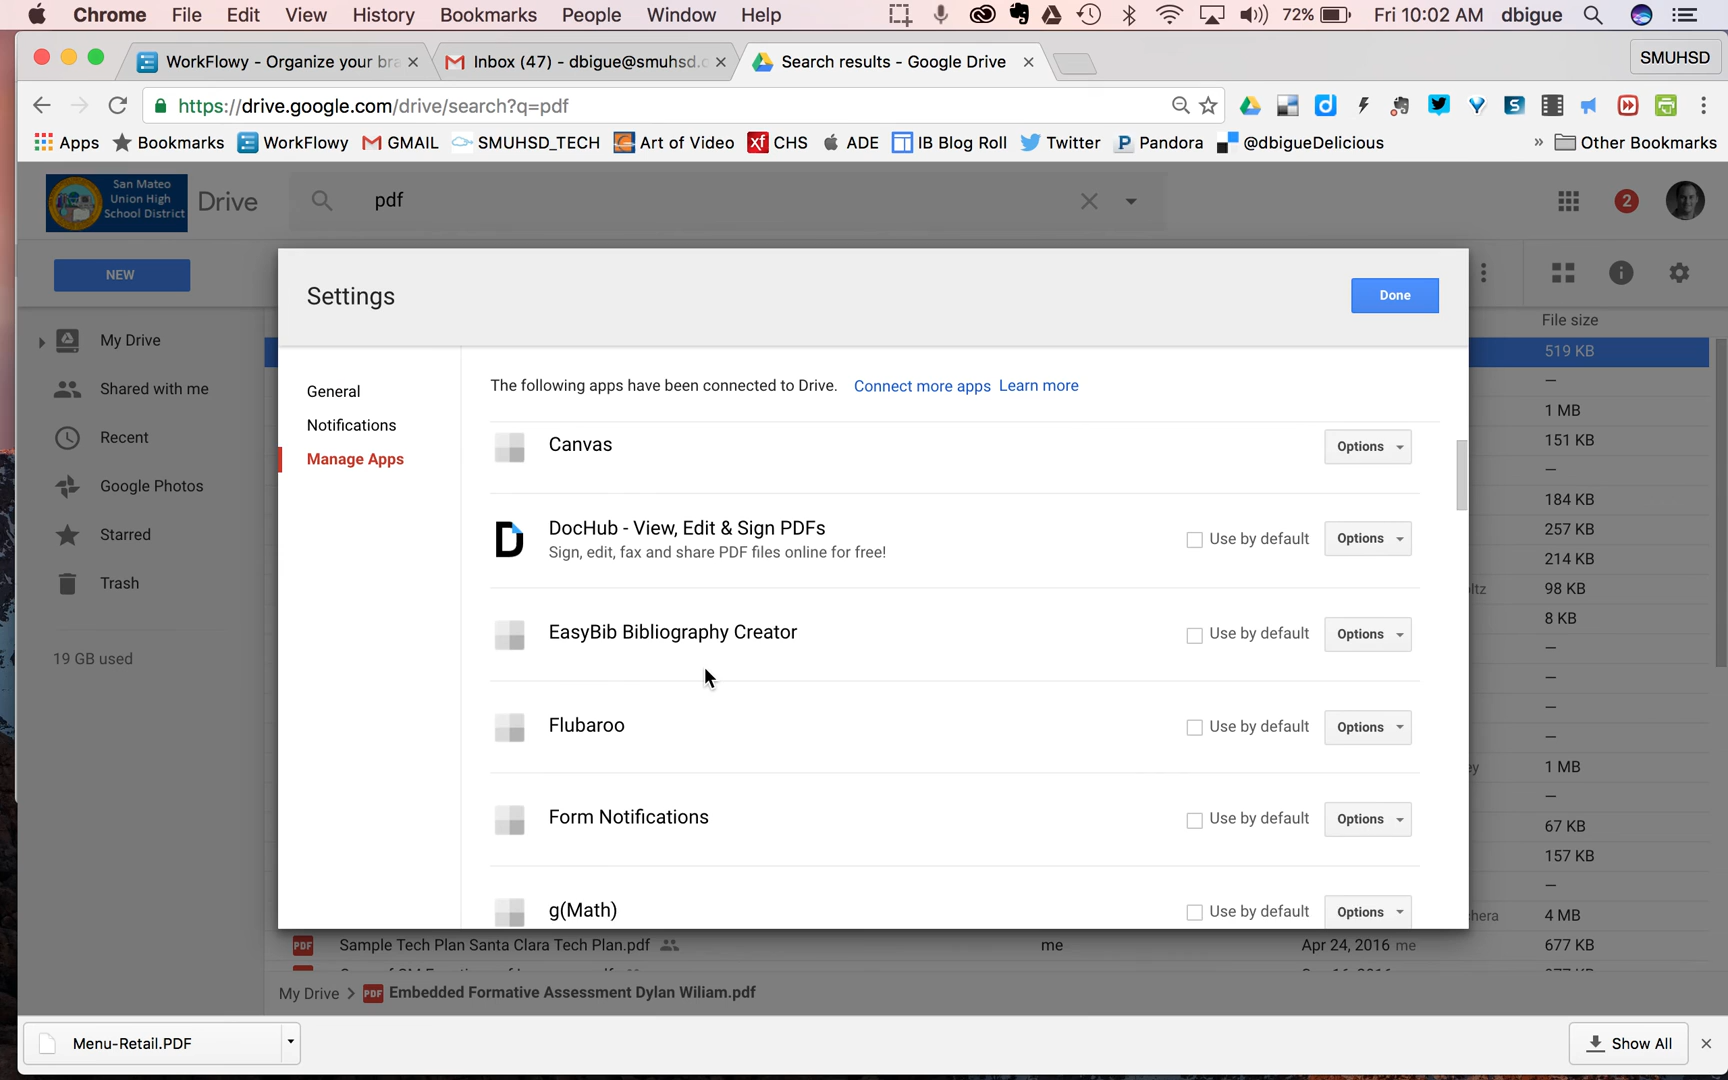 Chrome File Edit View History Bookmarks People Window Help 72% Fri 10:02 AM dbigue
WorkFlowy - Organize your bra Inbox (47) - dbigue@smuhsd.c Search results - Google Drive SMUHSD
https://drive.google.com/drive/search?q=pdf
Apps Bookmarks WorkFlowy GMAIL SMUHSD_TECH Art of Video CHS ADE IB Blog Roll Twitter Pandora @dbigueDelicious » Other Bookmarks
San Mateo
Union High
School District
Drive pdf 2
NEW
Settings Done
File size
My Drive 519 KB
General The following apps have been connected to Drive. Connect more apps Learn more
Shared with me
Notifications 1 MB
Recent Canvas Options 151 KB
Manage Apps
Google Photos 184 KB
Starred DocHub - View, Edit & Sign PDFs Use by default Options 257 KB
Sign, edit, fax and share PDF files online for free! 214 KB
Trash ltz 98 KB
8 KB
EasyBib Bibliography Creator Use by default Options
19 GB used
Flubaroo Use by default Options
ey 1 MB
Form Notifications Use by default Options 67 KB
157 KB
g(Math) Use by default Options chera 4 MB
PDF Sample Tech Plan Santa Clara Tech Plan.pdf me Apr 24, 2016 me 677 KB
My Drive > PDF Embedded Formative Assessment Dylan Wiliam.pdf
Menu-Retail.PDF Show All